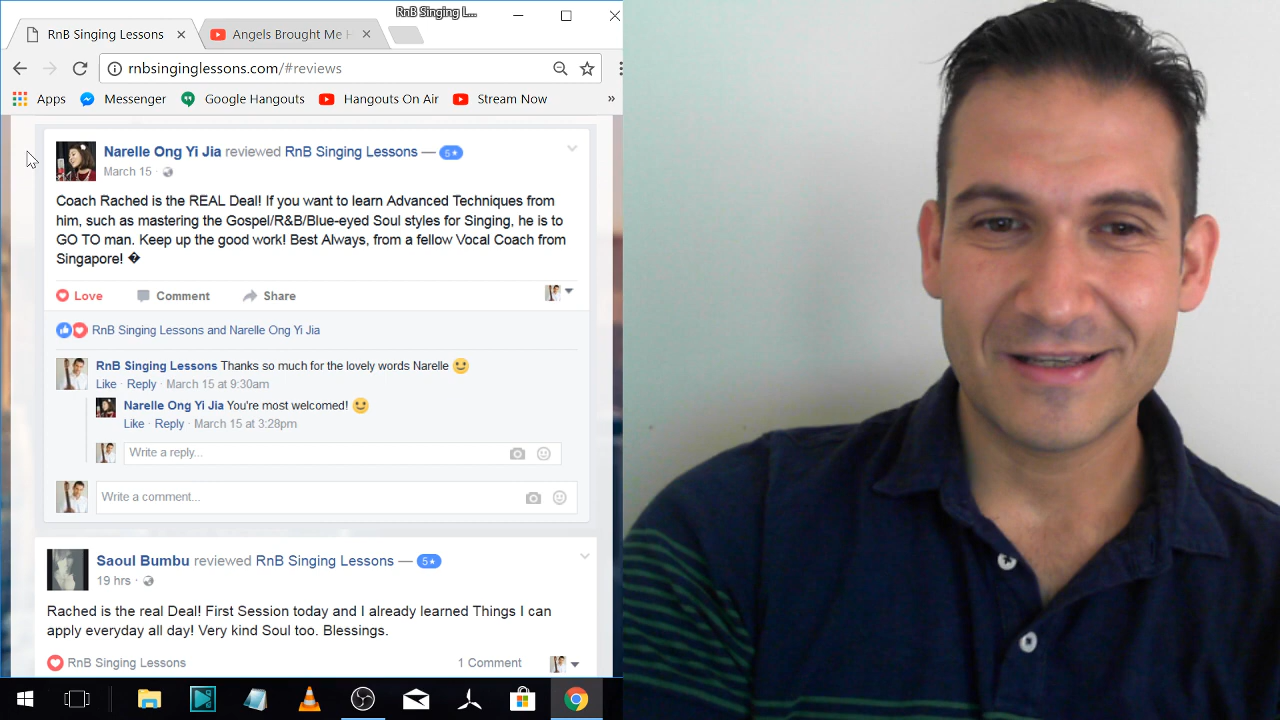 RnB Singing L...
RnB Singing Lessons
Angels Brought Me H
rnbsinginglessons.com/#reviews
Apps Messenger Google Hangouts Hangouts On Air Stream Now »
Narelle Ong Yi Jia reviewed RnB Singing Lessons — 5★
March 15 ·
Coach Rached is the REAL Deal! If you want to learn Advanced Techniques from
him, such as mastering the Gospel/R&B/Blue-eyed Soul styles for Singing, he is to
GO TO man. Keep up the good work! Best Always, from a fellow Vocal Coach from
Singapore! �
Love Comment Share
RnB Singing Lessons and Narelle Ong Yi Jia
RnB Singing Lessons Thanks so much for the lovely words Narelle 🙂
Like · Reply · March 15 at 9:30am
Narelle Ong Yi Jia You're most welcomed! 🙂
Like · Reply · March 15 at 3:28pm
Write a reply...
Write a comment...
Saoul Bumbu reviewed RnB Singing Lessons — 5★
19 hrs ·
Rached is the real Deal! First Session today and I already learned Things I can
apply everyday all day! Very kind Soul too. Blessings.
RnB Singing Lessons 1 Comment